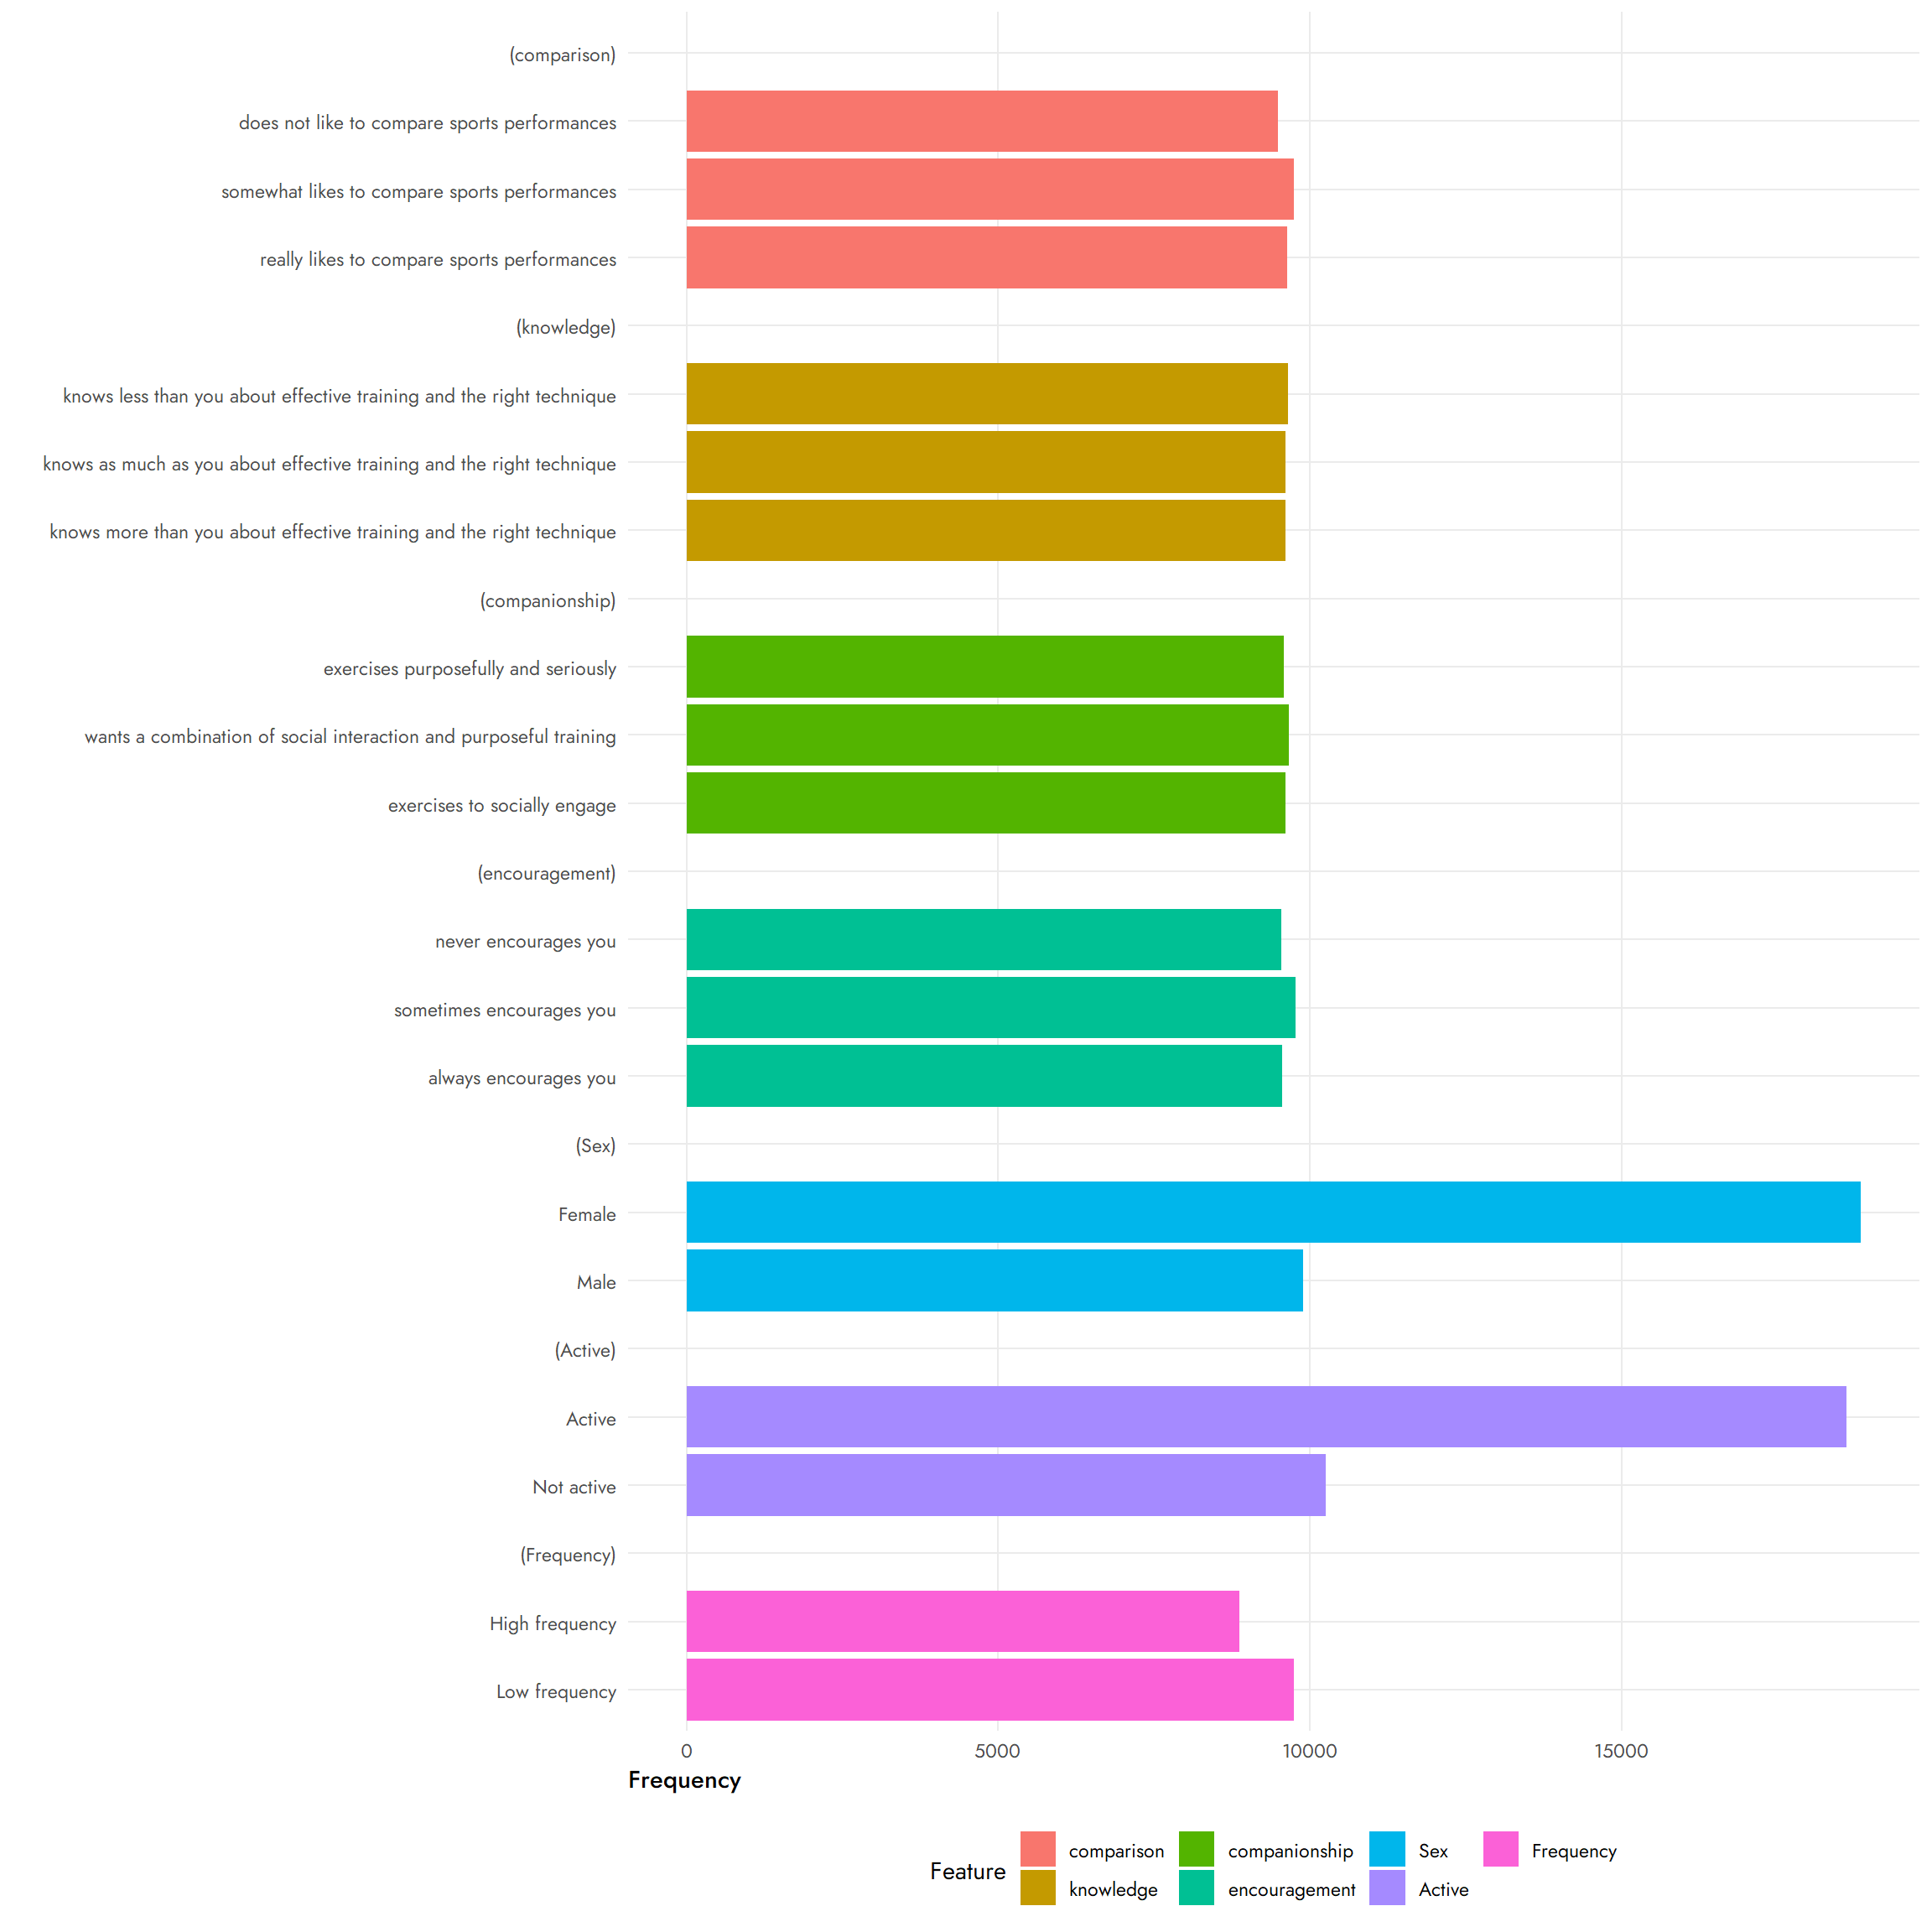 (comparison)
does not like to compare sports performances
somewhat likes to compare sports performances
really likes to compare sports performances
(knowledge)
knows less than you about effective training and the right technique
knows as much as you about effective training and the right technique
knows more than you about effective training and the right technique
(companionship)
exercises purposefully and seriously
wants a combination of social interaction and purposeful training
exercises to socially engage
(encouragement)
never encourages you
sometimes encourages you
always encourages you
(Sex)
Female
Male
(Active)
Active
Not active
(Frequency)
High frequency
Low frequency
0 5000 10000 15000
Frequency
Feature
comparison companionship Sex Frequency
knowledge encouragement Active